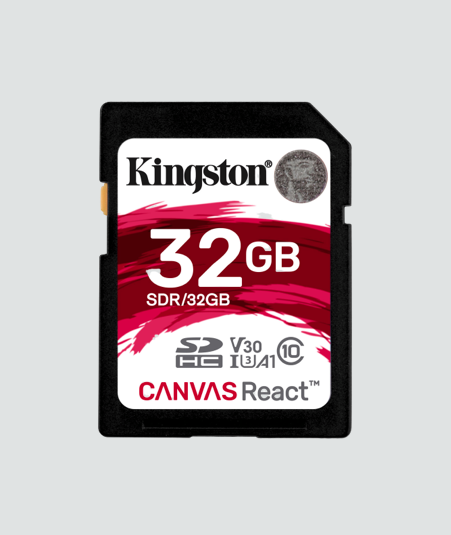 Kingston®
32GB
SDR/32GB
SD V30 10
HC I U3 A1
CANVAS React™